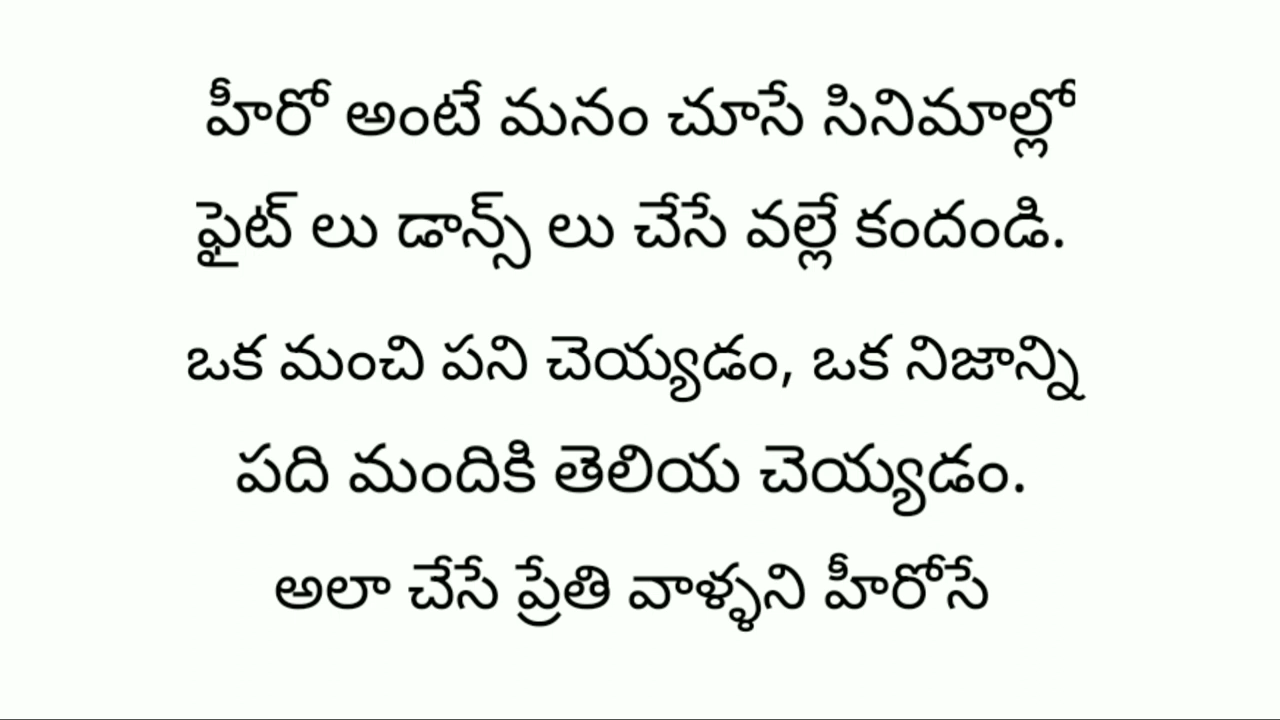 హీరో అంటే మనం చూసే సినిమాల్లో
ఫైట్ లు డాన్స్ లు చేసే వల్లే కందండి.
ఒక మంచి పని చెయ్యడం, ఒక నిజాన్ని
పది మందికి తెలియ చెయ్యడం.
అలా చేసే ప్రేతి వాళ్ళని హీరోసే